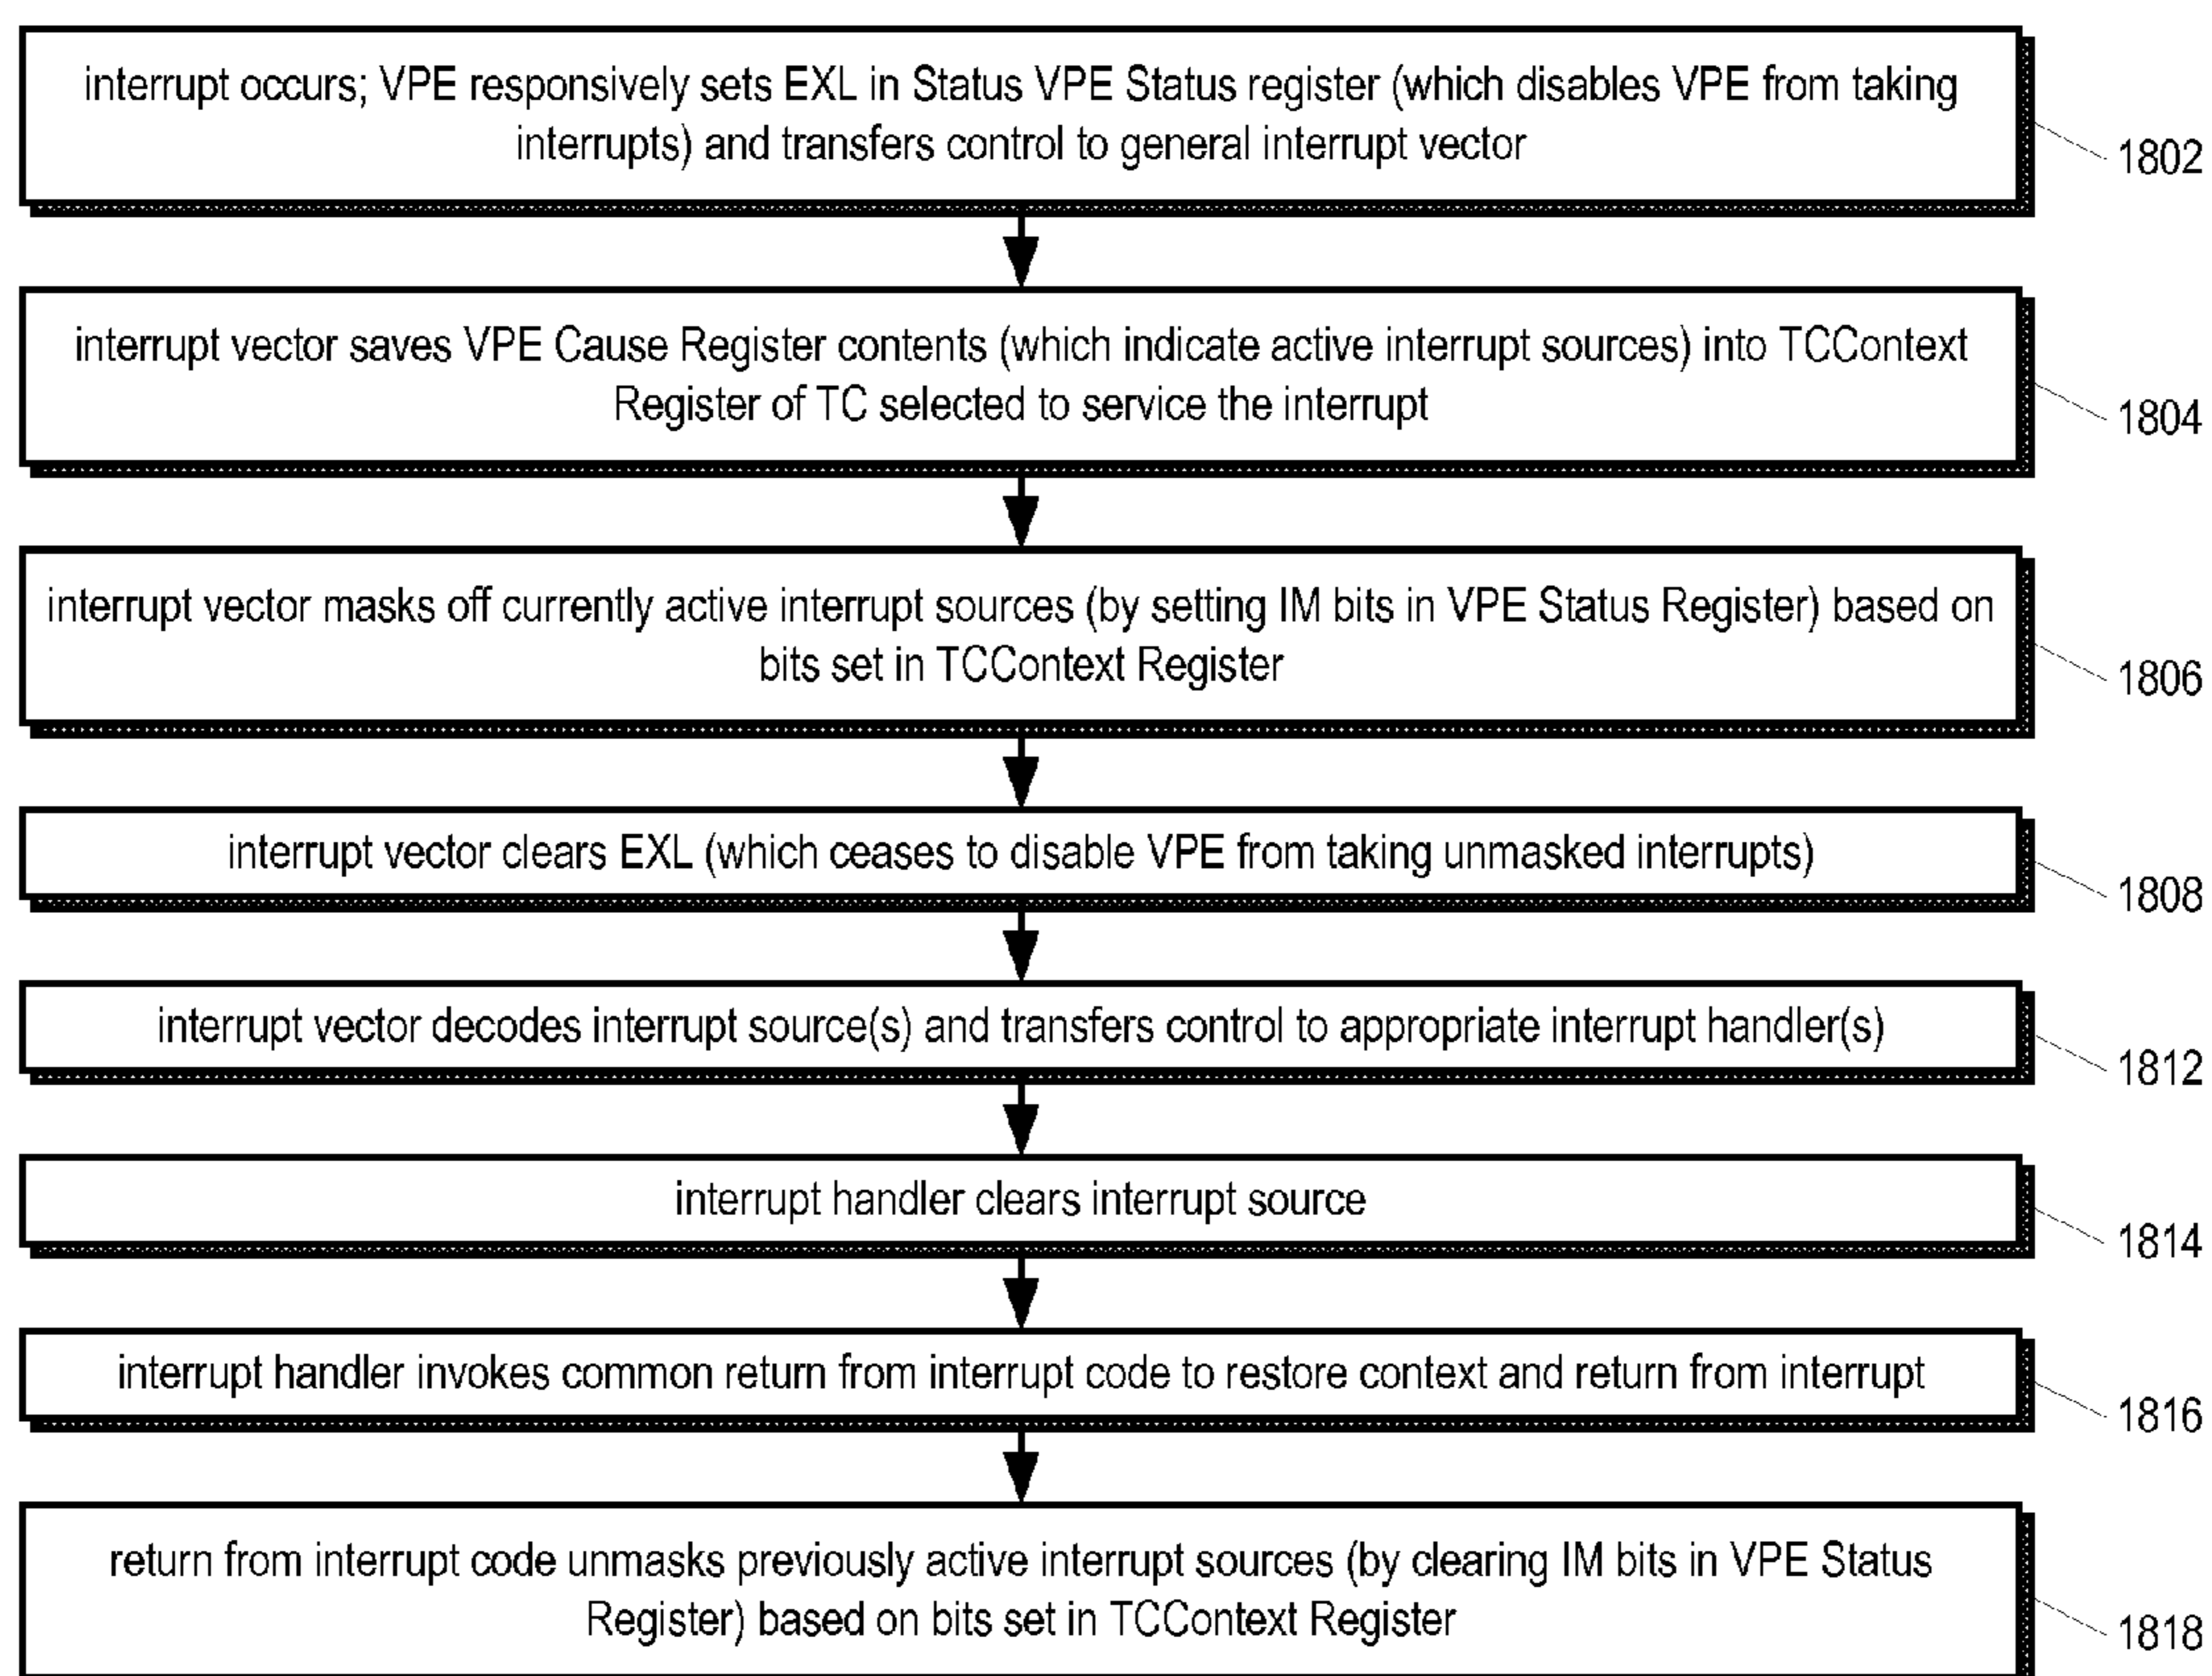 interrupt occurs; VPE responsively sets EXL in Status VPE Status register (which disables VPE from taking
interrupts) and transfers control to general interrupt vector
1802
interrupt vector saves VPE Cause Register contents (which indicate active interrupt sources) into TCContext
Register of TC selected to service the interrupt
1804
interrupt vector masks off currently active interrupt sources (by setting IM bits in VPE Status Register) based on
bits set in TCContext Register
1806
interrupt vector clears EXL (which ceases to disable VPE from taking unmasked interrupts)
1808
interrupt vector decodes interrupt source(s) and transfers control to appropriate interrupt handler(s)
1812
interrupt handler clears interrupt source
1814
interrupt handler invokes common return from interrupt code to restore context and return from interrupt
1816
return from interrupt code unmasks previously active interrupt sources (by clearing IM bits in VPE Status
Register) based on bits set in TCContext Register
1818